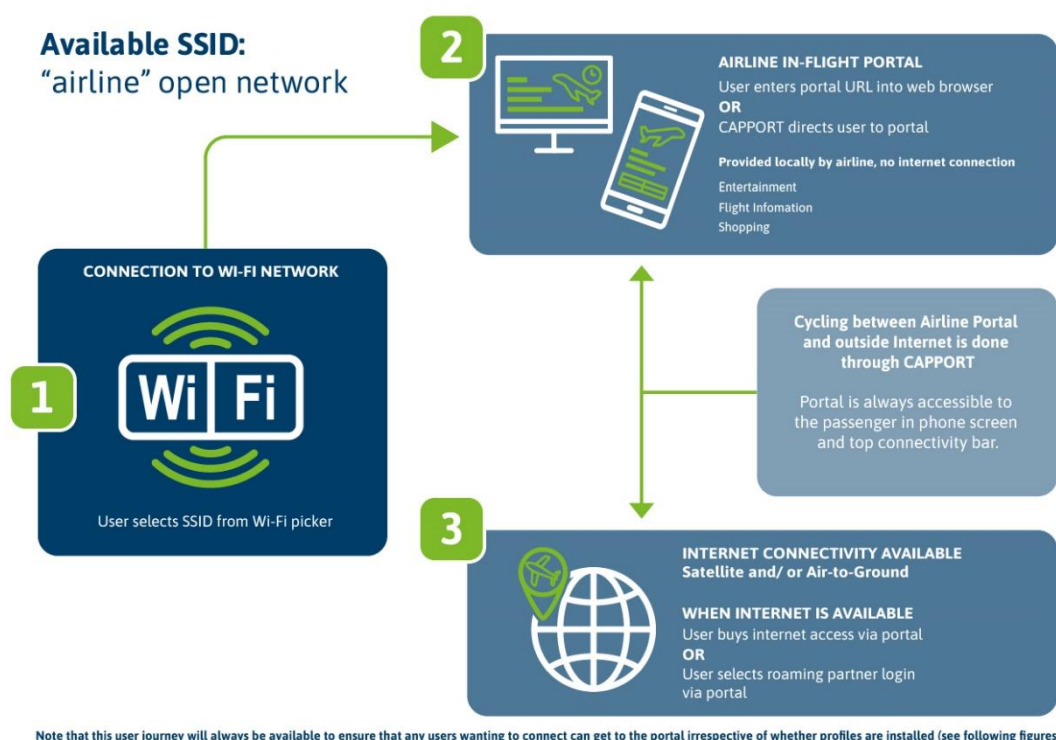 Available SSID:
“airline” open network
1
CONNECTION TO WI-FI NETWORK
Wi Fi
User selects SSID from Wi-Fi picker
2
AIRLINE IN-FLIGHT PORTAL
User enters portal URL into web browser
OR
CAPPORT directs user to portal
Provided locally by airline, no internet connection
Entertainment
Flight Infomation
Shopping
Cycling between Airline Portal
and outside Internet is done
through CAPPORT
Portal is always accessible to
the passenger in phone screen
and top connectivity bar.
3
INTERNET CONNECTIVITY AVAILABLE
Satellite and/ or Air-to-Ground
WHEN INTERNET IS AVAILABLE
User buys internet access via portal
OR
User selects roaming partner login
via portal
Note that this user journey will always be available to ensure that any users wanting to connect can get to the portal irrespective of whether profiles are installed (see following figures